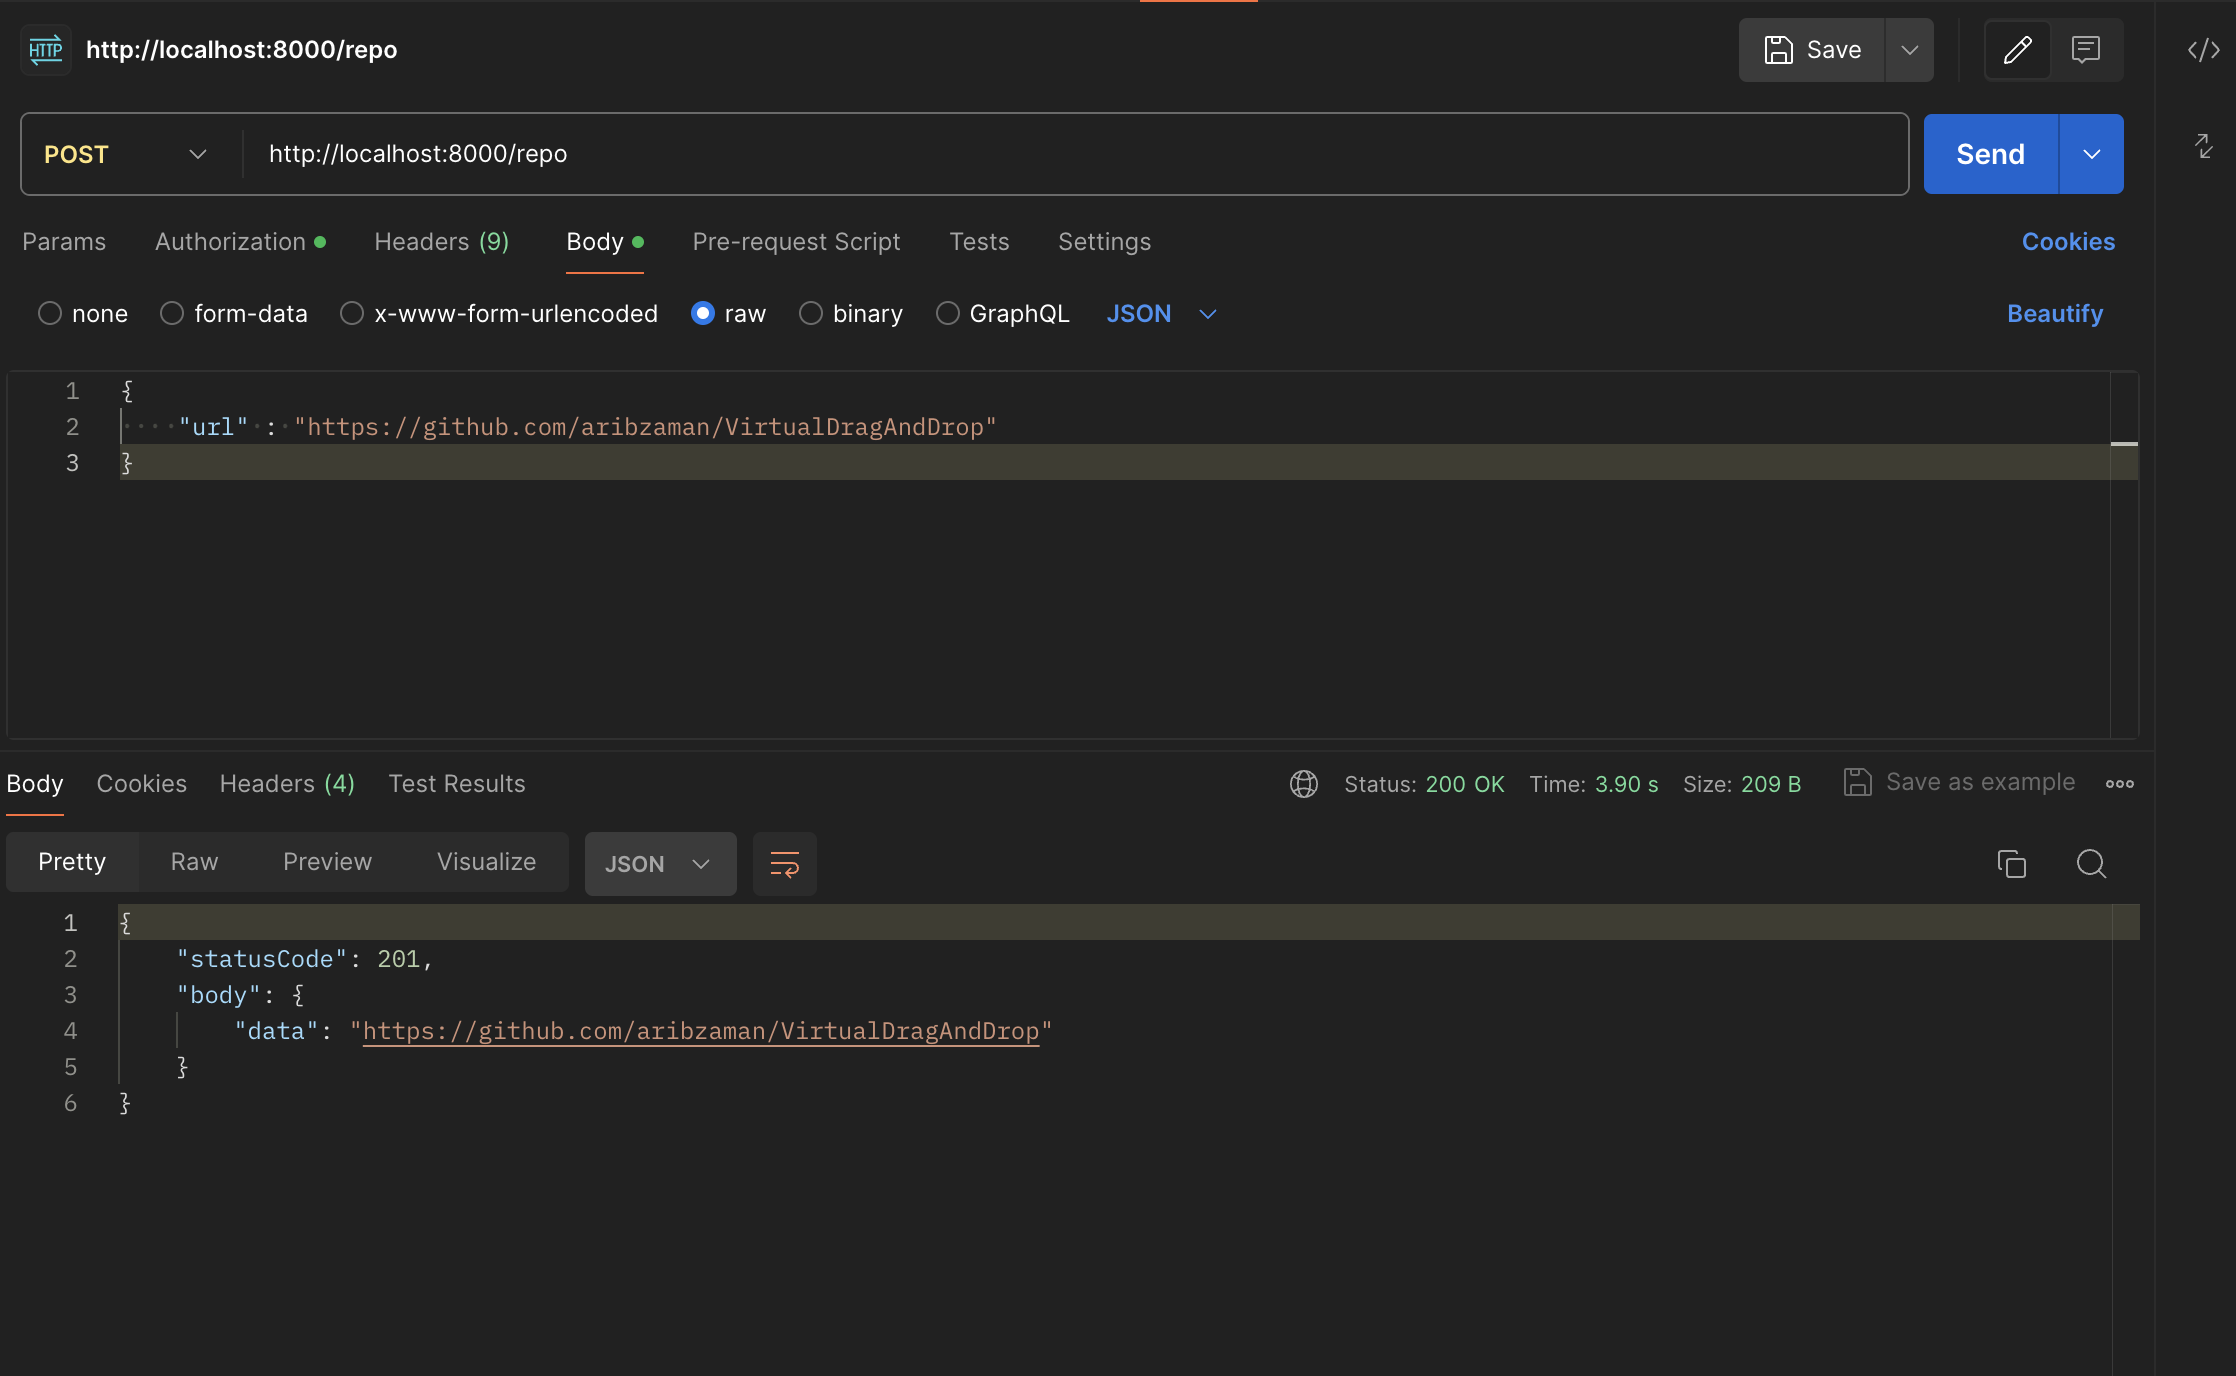 HTTP http://localhost:8000/repo Save
POST http://localhost:8000/repo Send
Params Authorization Headers (9) Body Pre-request Script Tests Settings Cookies
none form-data x-www-form-urlencoded raw binary GraphQL JSON Beautify
1 {
2 ····"url"·:·"https://github.com/aribzaman/VirtualDragAndDrop"
3 }
Body Cookies Headers (4) Test Results Status: 200 OK Time: 3.90 s Size: 209 B Save as example
Pretty Raw Preview Visualize JSON
1 {
2 "statusCode": 201,
3 "body": {
4 "data": "https://github.com/aribzaman/VirtualDragAndDrop"
5 }
6 }